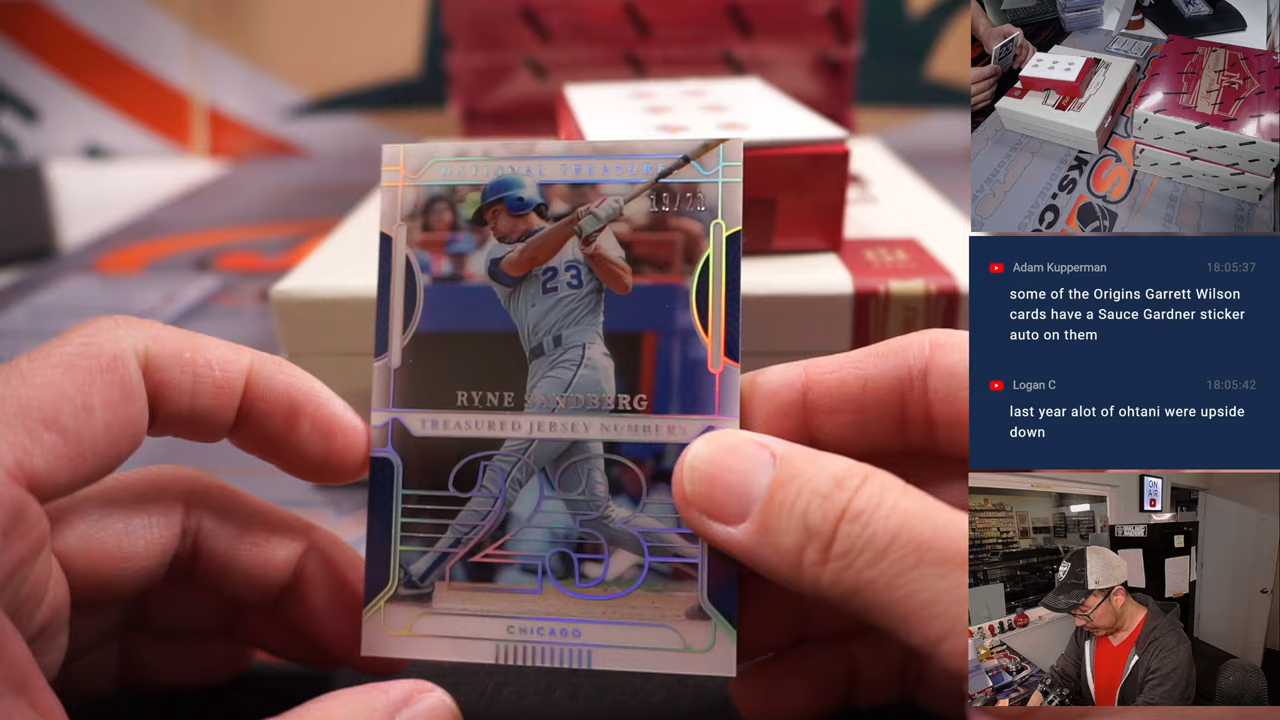 NATIONAL TREASURES
19/71
23
RYNE SANDBERG
TREASURED JERSEY NUMBERS
23
CHICAGO
Adam Kupperman 18:05:37
some of the Origins Garrett Wilson
cards have a Sauce Gardner sticker
auto on them
Logan C 18:05:42
last year alot of ohtani were upside
down
ON
AIR